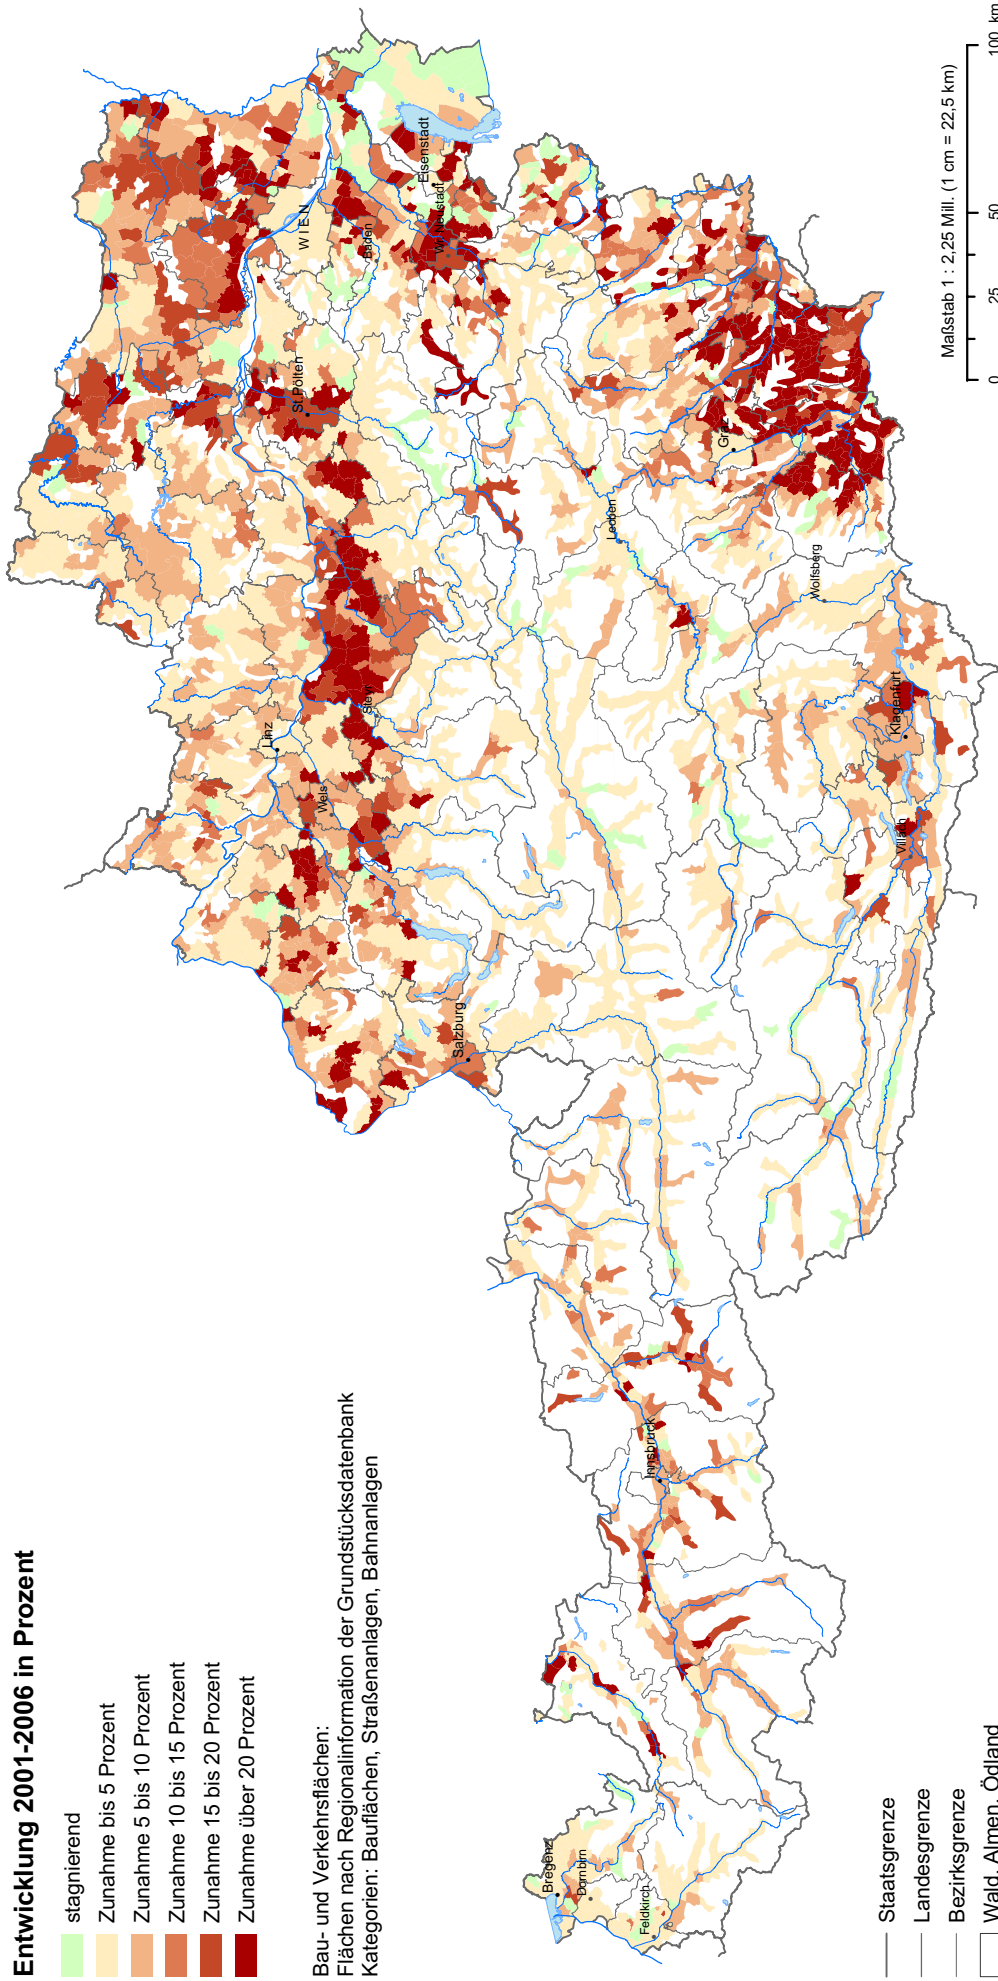 Entwicklung 2001-2006 in Prozent
stagnierend
Zunahme bis 5 Prozent
Zunahme 5 bis 10 Prozent
Zunahme 10 bis 15 Prozent
Zunahme 15 bis 20 Prozent
Zunahme über 20 Prozent
Bau- und Verkehrsflächen:
Flächen nach Regionalinformation der Grundstücksdatenbank
Kategorien: Bauflächen, Straßenanlagen, Bahnanlagen
Bregenz
Dornbirn
Feldkirch
Innsbruck
Salzburg
Wels
Linz
Steyr
St.Pölten
WIEN
Baden
W. Neustadt
Eisenstadt
Leoben
Graz
Wolfsberg
Klagenfurt
Villach
Staatsgrenze
Landesgrenze
Bezirksgrenze
Wald, Almen, Ödland
Maßstab 1 : 2,25 Mill. (1 cm = 22,5 km)
0 25 50 100 km